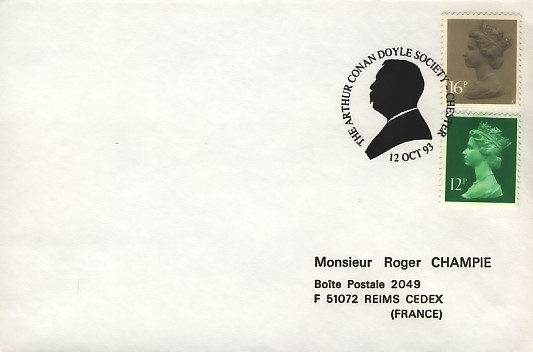 THE ARTHUR CONAN DOYLE SOCIETY - CHESTER
12 OCT 93
16P
12P
Monsieur Roger CHAMPIE
Boîte Postale 2049
F 51072 REIMS CEDEX
(FRANCE)